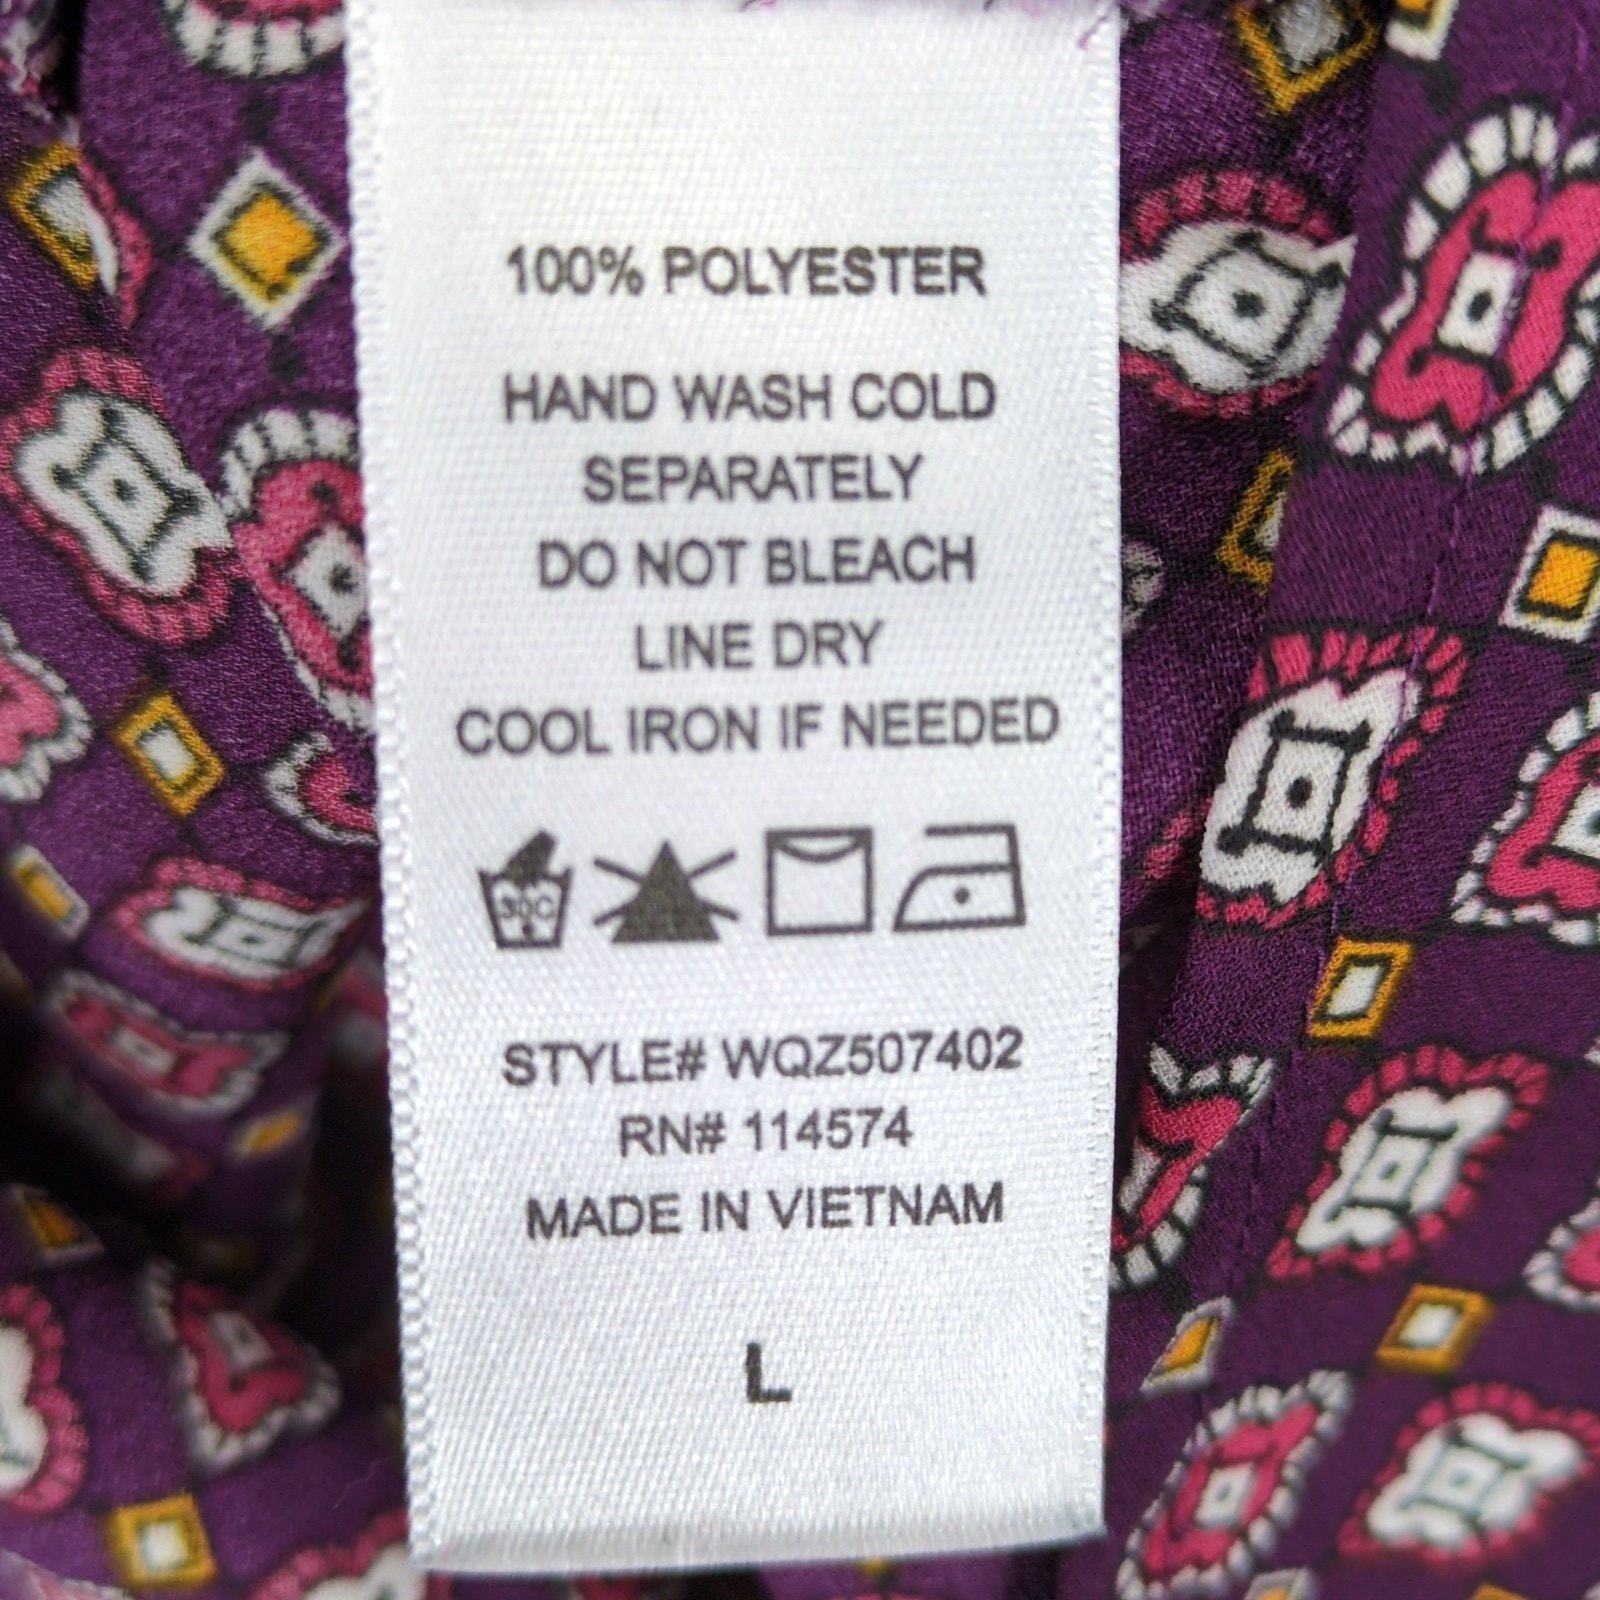 100% POLYESTER
HAND WASH COLD
SEPARATELY
DO NOT BLEACH
LINE DRY
COOL IRON IF NEEDED
30C
STYLE# WQZ507402
RN# 114574
MADE IN VIETNAM
L